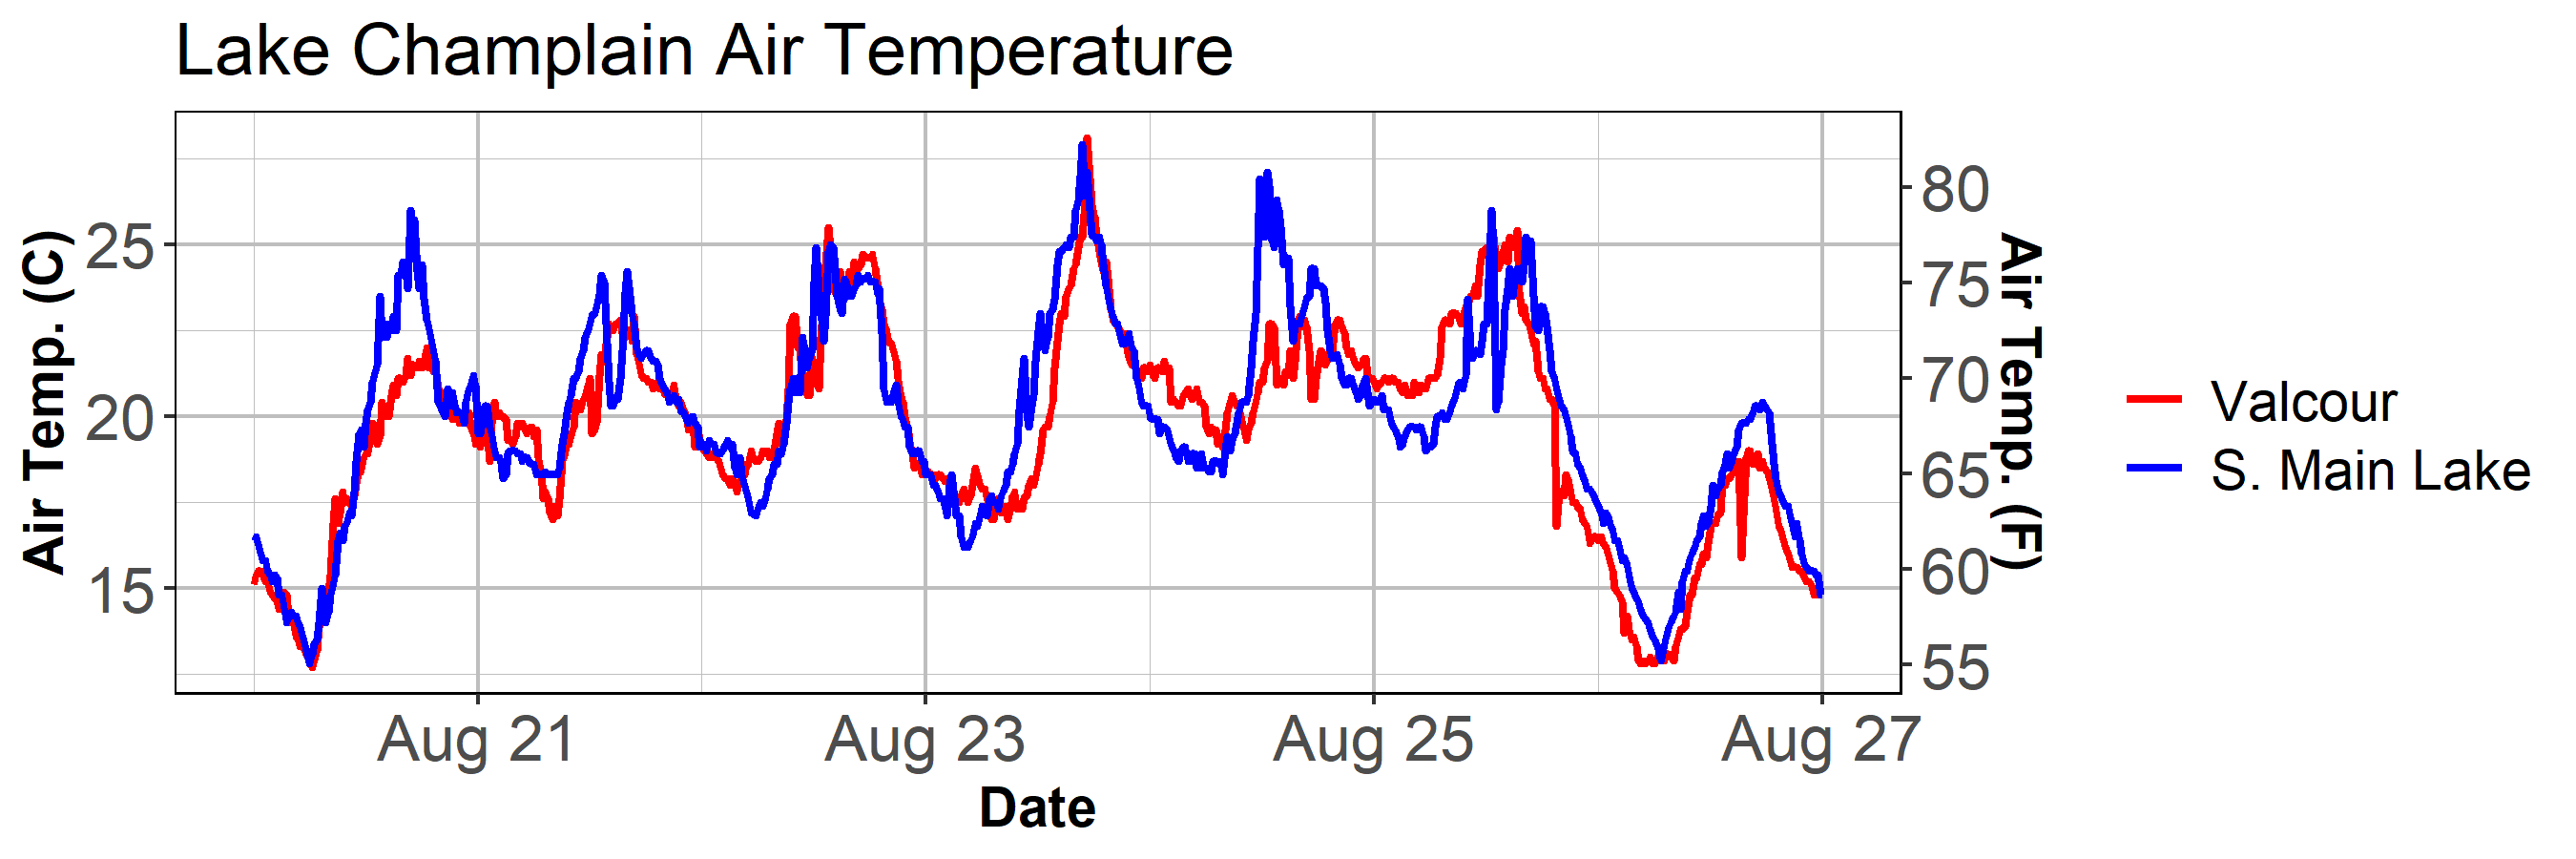 Lake Champlain Air Temperature
Air Temp. (C)
25
20
15
80
75
70
65
60
55
Air Temp. (F)
Aug 21
Aug 23
Aug 25
Aug 27
Date
Valcour
S. Main Lake